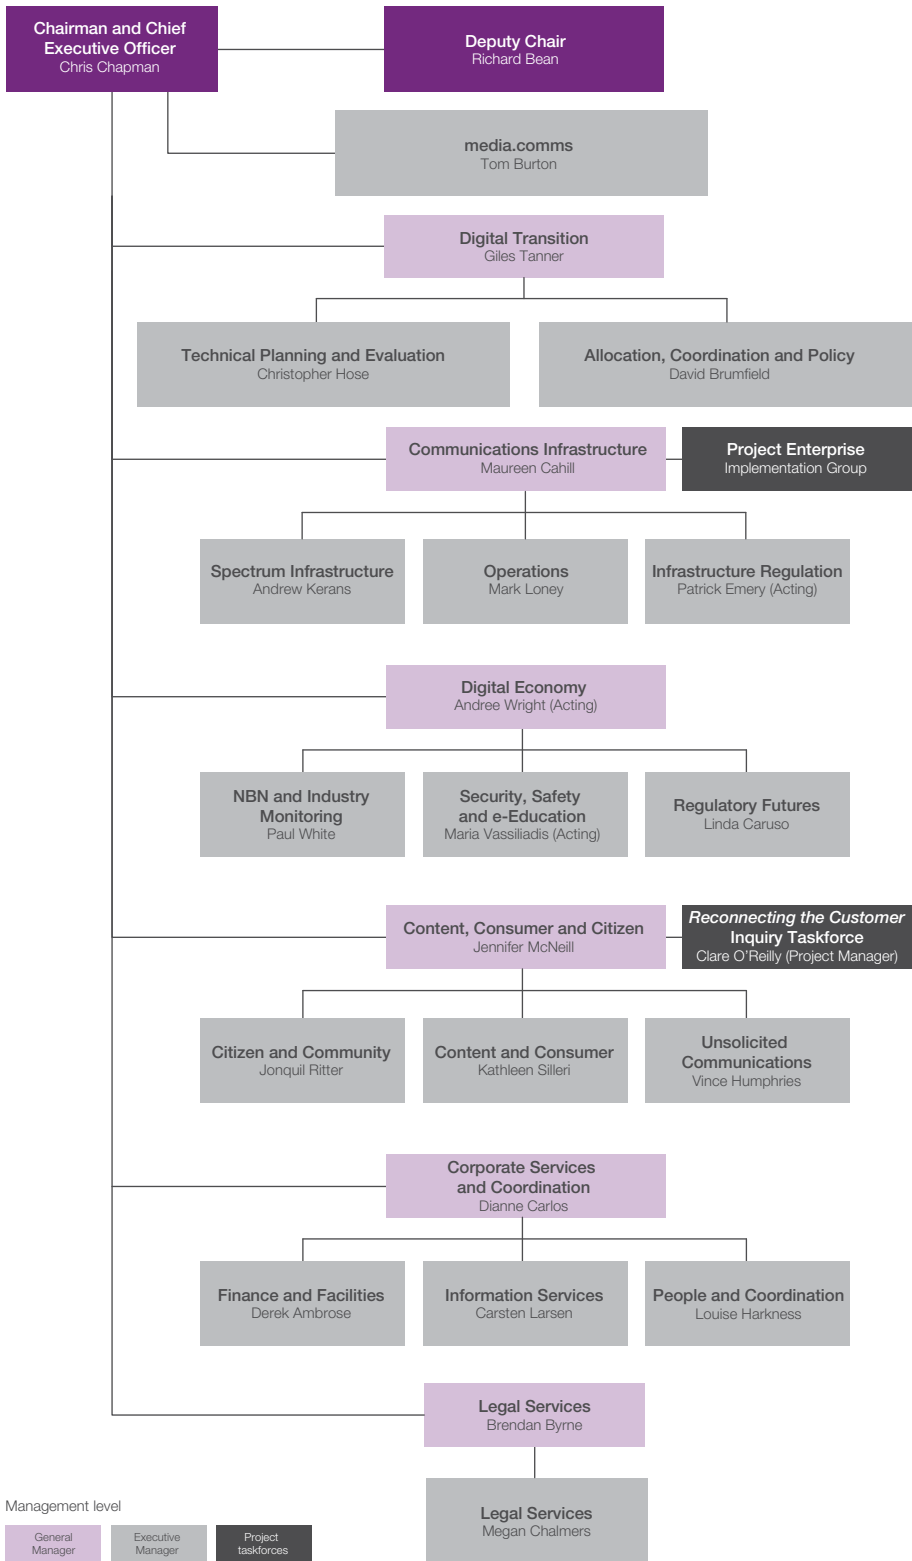 Chairman and Chief
Executive Officer
Chris Chapman
Deputy Chair
Richard Bean
media.comms
Tom Burton
Digital Transition
Giles Tanner
Technical Planning and Evaluation
Christopher Hose
Allocation, Coordination and Policy
David Brumfield
Communications Infrastructure
Maureen Cahill
Project Enterprise
Implementation Group
Spectrum Infrastructure
Andrew Kerans
Operations
Mark Loney
Infrastructure Regulation
Patrick Emery (Acting)
Digital Economy
Andree Wright (Acting)
NBN and Industry
Monitoring
Paul White
Security, Safety
and e-Education
Maria Vassiliadis (Acting)
Regulatory Futures
Linda Caruso
Content, Consumer and Citizen
Jennifer McNeill
Reconnecting the Customer
Inquiry Taskforce
Clare O'Reilly (Project Manager)
Citizen and Community
Jonquil Ritter
Content and Consumer
Kathleen Silleri
Unsolicited
Communications
Vince Humphries
Corporate Services
and Coordination
Dianne Carlos
Finance and Facilities
Derek Ambrose
Information Services
Carsten Larsen
People and Coordination
Louise Harkness
Legal Services
Brendan Byrne
Legal Services
Megan Chalmers
Management level
General
Manager
Executive
Manager
Project
taskforces